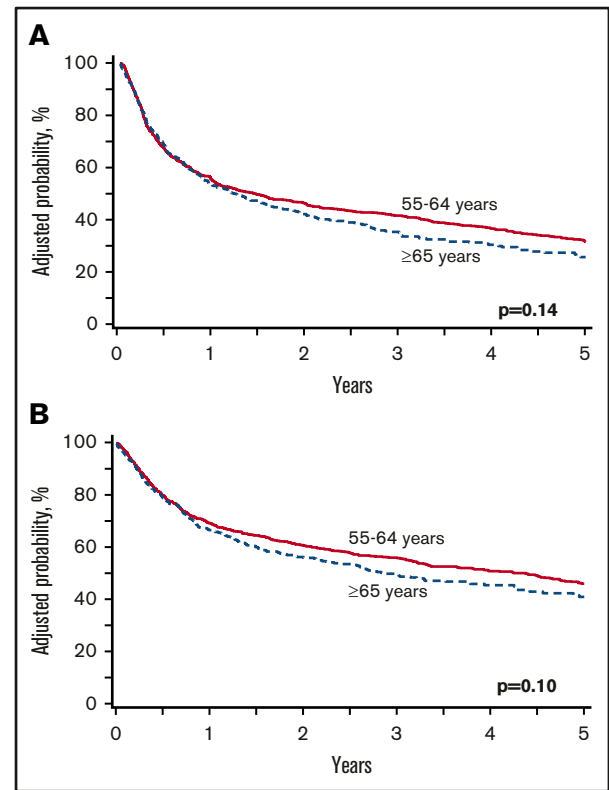 A
Adjusted probability, %
100
80
60
40
20
0
55-64 years
≥65 years
p=0.14
0 1 2 3 4 5
Years
B
Adjusted probability, %
100
80
60
40
20
0
55-64 years
≥65 years
p=0.10
0 1 2 3 4 5
Years